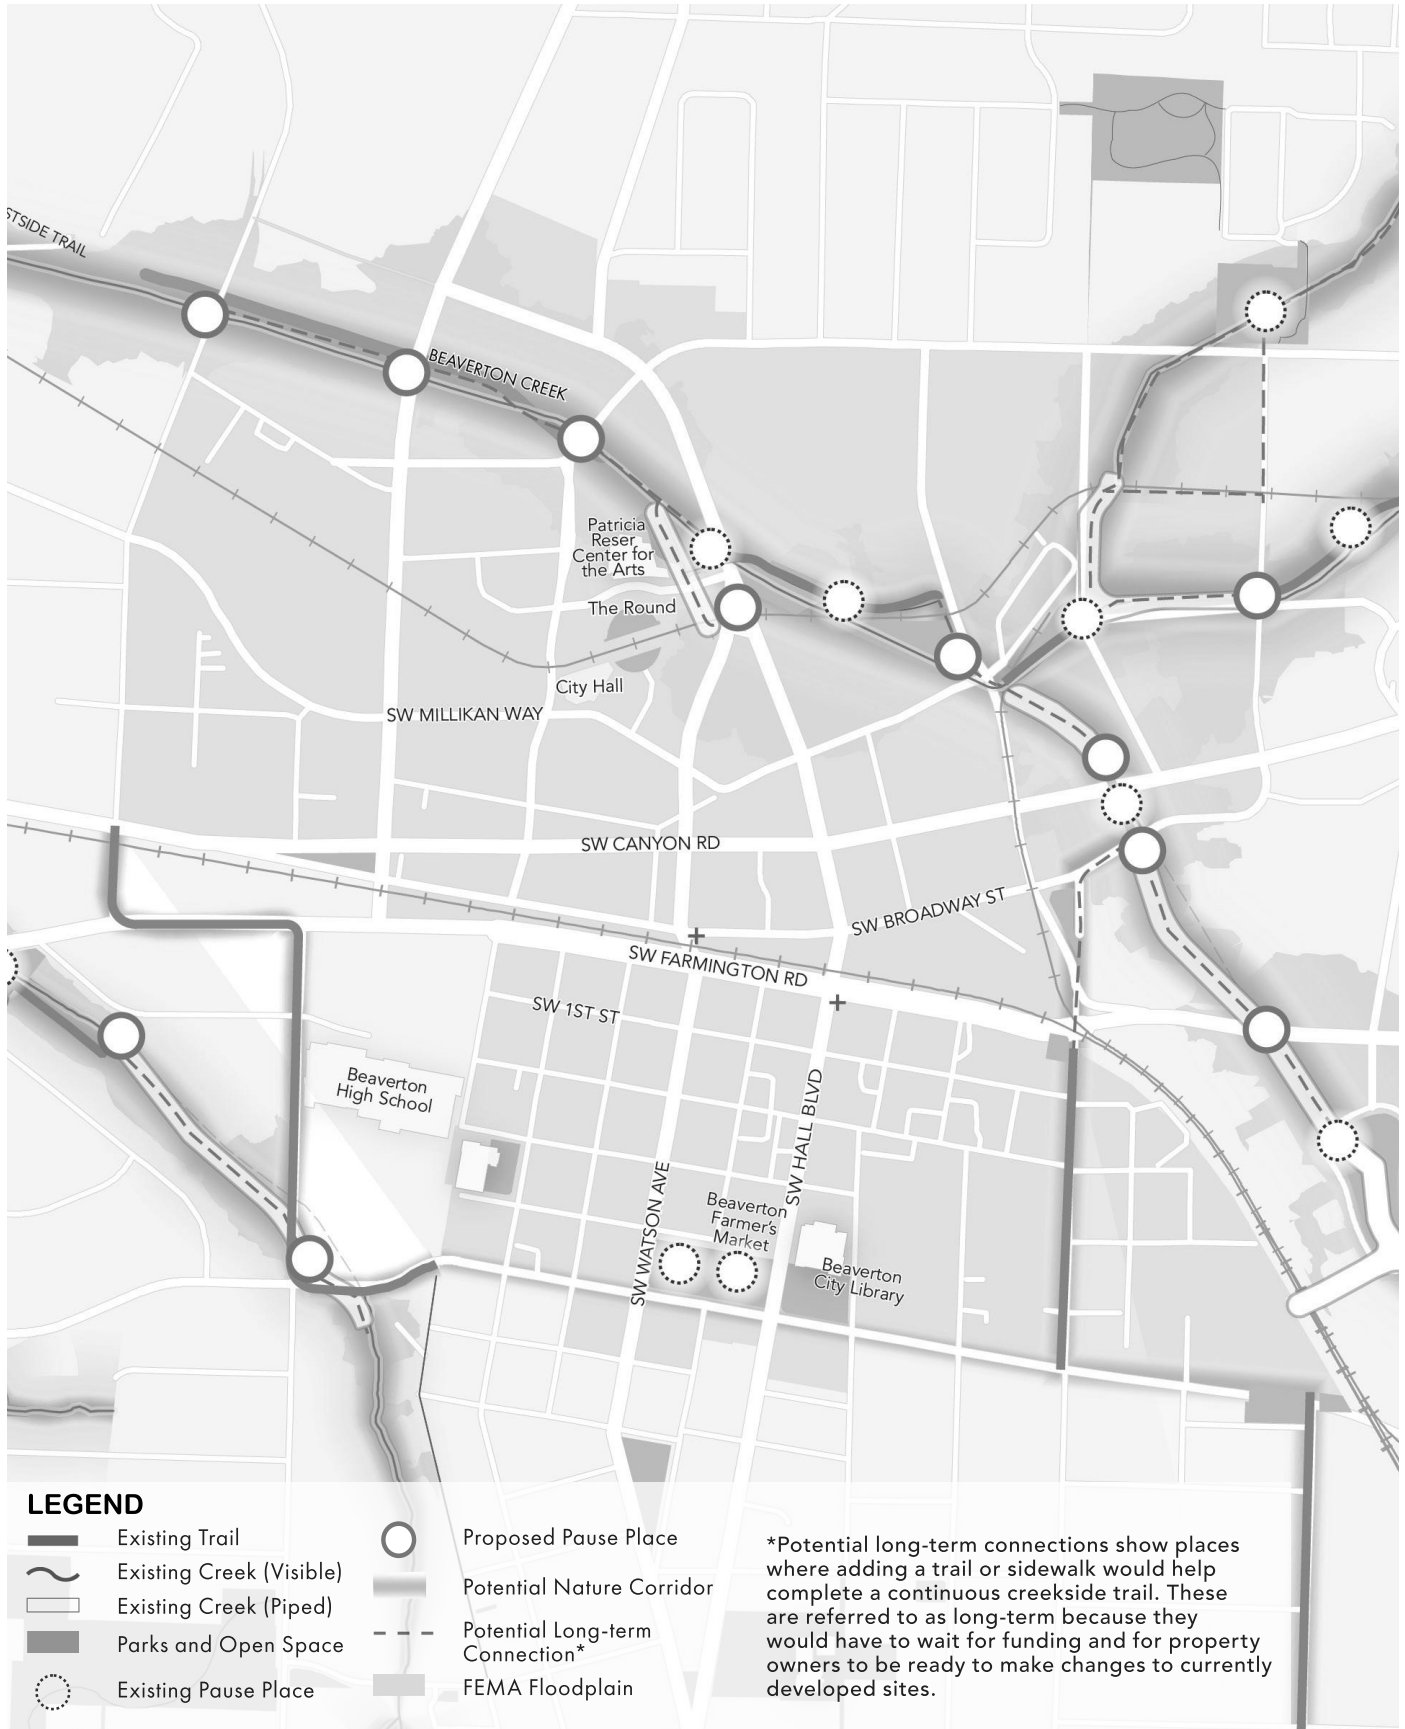 STSIDE TRAIL
BEAVERTON CREEK
Patricia
Reser
Center for
the Arts
The Round
City Hall
SW MILLIKAN WAY
SW CANYON RD
SW BROADWAY ST
SW FARMINGTON RD
SW 1ST ST
Beaverton
High School
SW HALL BLVD
SW WATSON AVE
Beaverton
Farmer's
Market
Beaverton
City Library
LEGEND
Existing Trail
Existing Creek (Visible)
Existing Creek (Piped)
Parks and Open Space
Existing Pause Place
Proposed Pause Place
Potential Nature Corridor
Potential Long-term
Connection*
FEMA Floodplain
*Potential long-term connections show places
where adding a trail or sidewalk would help
complete a continuous creekside trail. These
are referred to as long-term because they
would have to wait for funding and for property
owners to be ready to make changes to currently
developed sites.